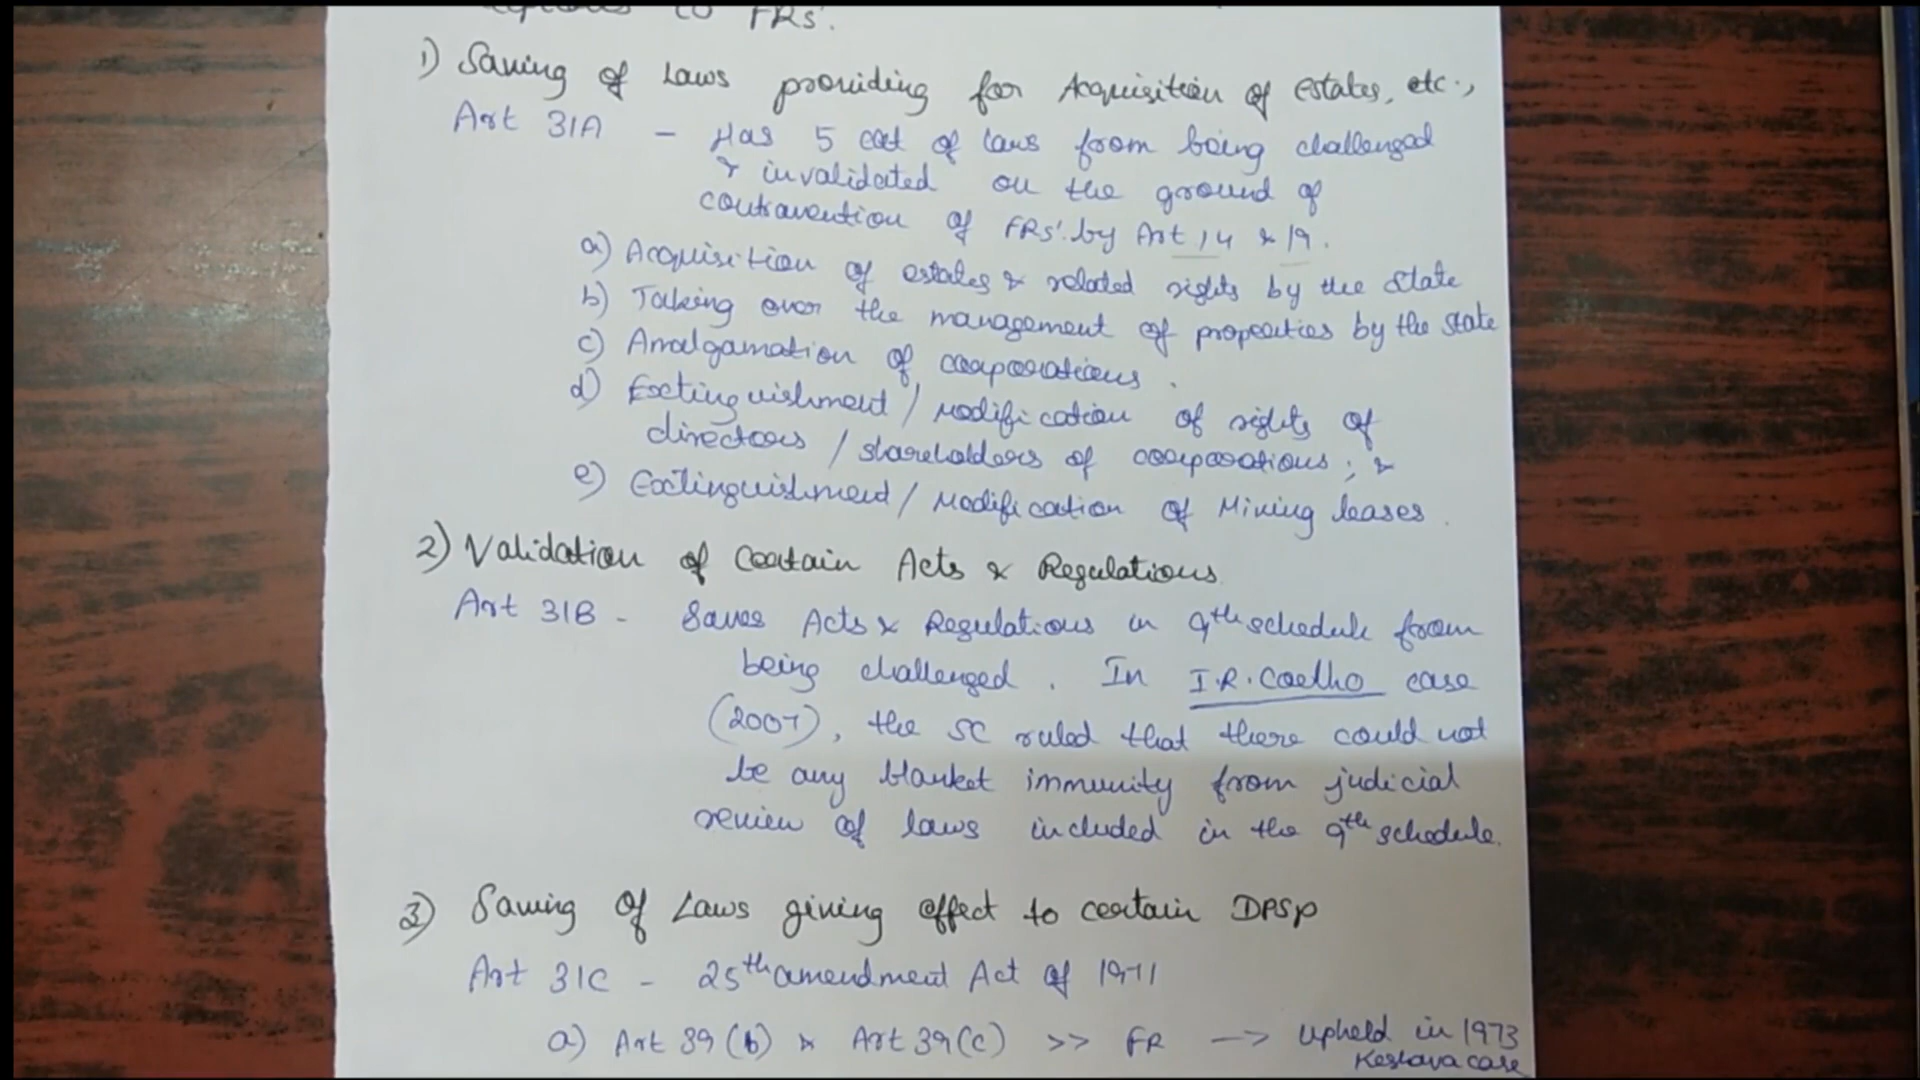 to FRs'.
1) Saving of Laws providing for Acquisition of estates, etc.,
Art 31A - Has 5 cat of laws from being challenged
& invalidated on the ground of
contravention of FRs'. by Art 14 & 19.
a) Acquisition of estates & related rights by the State
b) Taking over the management of properties by the State
c) Amalgamation of corporations.
d) Extinguishment / Modification of rights of
directors / shareholders of corporations; &
e) Extinguishment / Modification of Mining leases.
2) Validation of Certain Acts & Regulations
Art 31B - Saves Acts & Regulations in 9th schedule from
being challenged. In I.R. Coelho case
(2007), the SC ruled that there could not
be any blanket immunity from judicial
review of laws included in the 9th schedule.
3) Saving of Laws giving effect to certain DPSP
Art 31C - 25th amendment Act of 1971
a) Art 39(b) & Art 39(c) >> FR -> Upheld in 1973
Keshava case